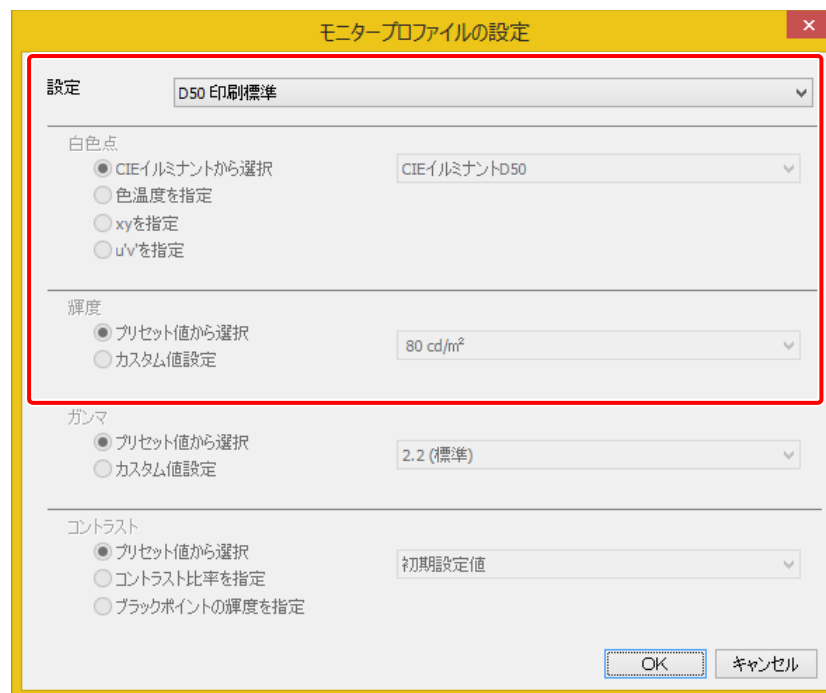 モニタープロファイルの設定
設定
D50 印刷標準
白色点
CIEイルミナントから選択
CIEイルミナントD50
色温度を指定
xyを指定
u'v'を指定
輝度
プリセット値から選択
80 cd/m²
カスタム値設定
ガンマ
プリセット値から選択
2.2 (標準)
カスタム値設定
コントラスト
プリセット値から選択
初期設定値
コントラスト比率を指定
ブラックポイントの輝度を指定
OK
キャンセル